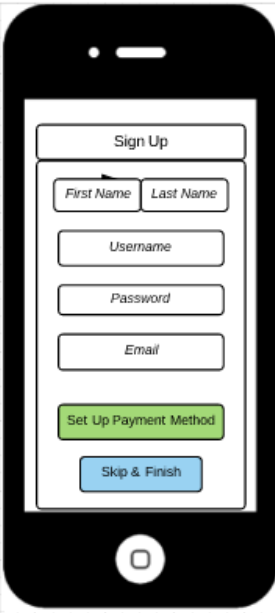 Sign Up
First Name Last Name
Username
Password
Email
Set Up Payment Method
Skip & Finish